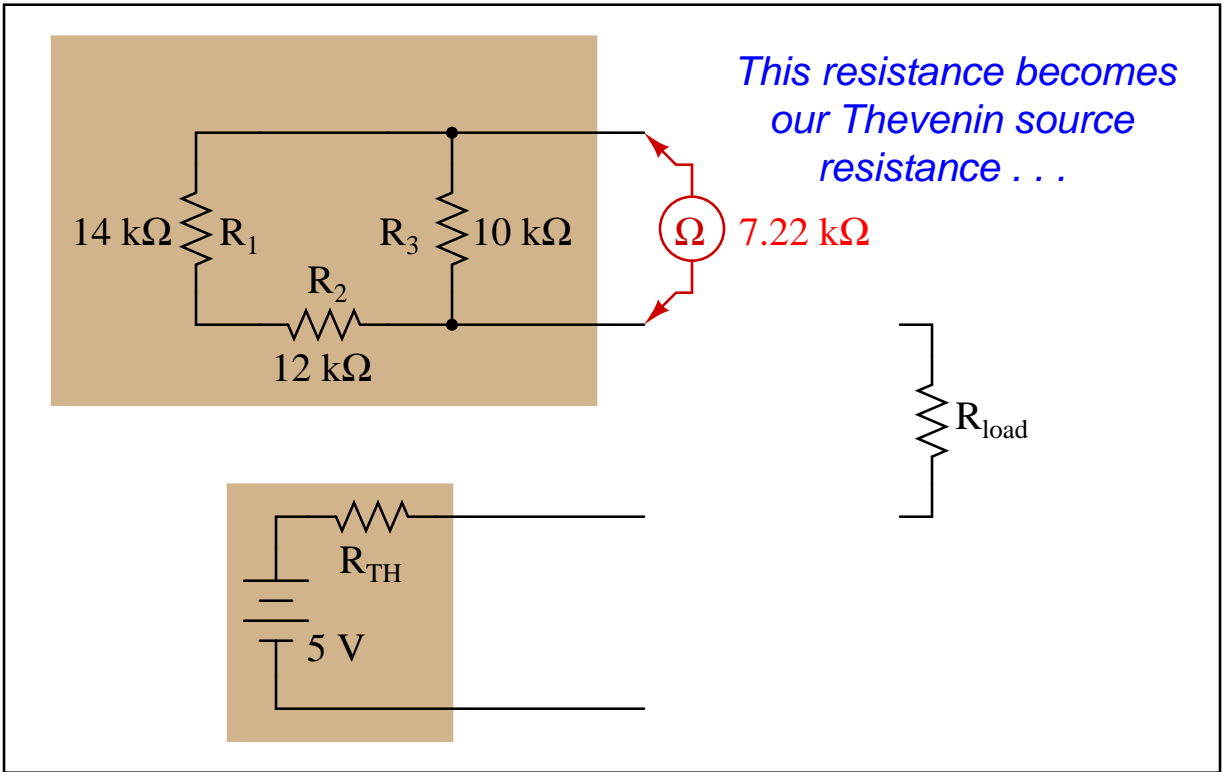 This resistance becomes
our Thevenin source
resistance . . .
14 kΩ
R1
R3
10 kΩ
Ω
7.22 kΩ
R2
12 kΩ
Rload
RTH
5 V